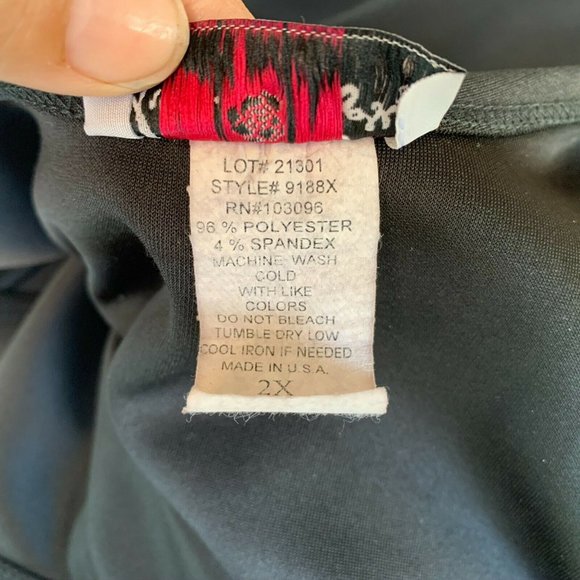 LOT# 21301
STYLE# 9188X
RN#103096
96 % POLYESTER
4 % SPANDEX
MACHINE WASH
COLD
WITH LIKE
COLORS
DO NOT BLEACH
TUMBLE DRY LOW
COOL IRON IF NEEDED
MADE IN U.S.A.
2X